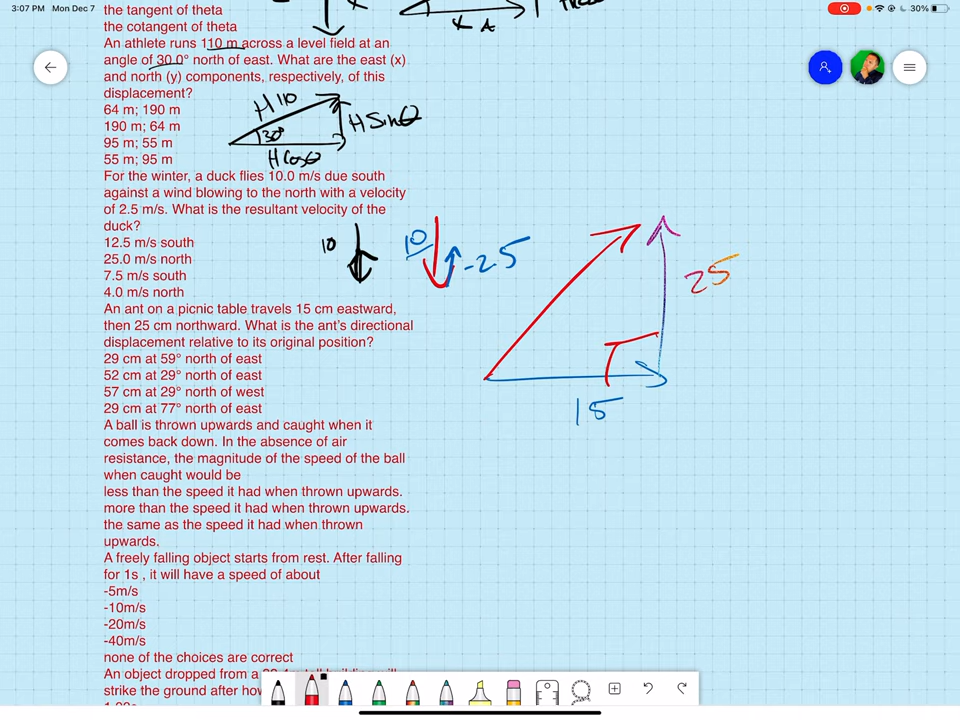 3:07 PM Mon Dec 7
30%
the tangent of theta
the cotangent of theta
An athlete runs 110 m across a level field at an
angle of 30.0° north of east. What are the east (x)
and north (y) components, respectively, of this
displacement?
64 m; 190 m
190 m; 64 m
95 m; 55 m
55 m; 95 m
H 110
30°
H Sinθ
H Cosθ
For the winter, a duck flies 10.0 m/s due south
against a wind blowing to the north with a velocity
of 2.5 m/s. What is the resultant velocity of the
duck?
12.5 m/s south
25.0 m/s north
7.5 m/s south
4.0 m/s north
10
10
-25
25
15
An ant on a picnic table travels 15 cm eastward,
then 25 cm northward. What is the ant's directional
displacement relative to its original position?
29 cm at 59° north of east
52 cm at 29° north of east
57 cm at 29° north of west
29 cm at 77° north of east
A ball is thrown upwards and caught when it
comes back down. In the absence of air
resistance, the magnitude of the speed of the ball
when caught would be
less than the speed it had when thrown upwards.
more than the speed it had when thrown upwards.
the same as the speed it had when thrown
upwards.
A freely falling object starts from rest. After falling
for 1s , it will have a speed of about
-5m/s
-10m/s
-20m/s
-40m/s
none of the choices are correct
An object dropped from a
strike the ground after how